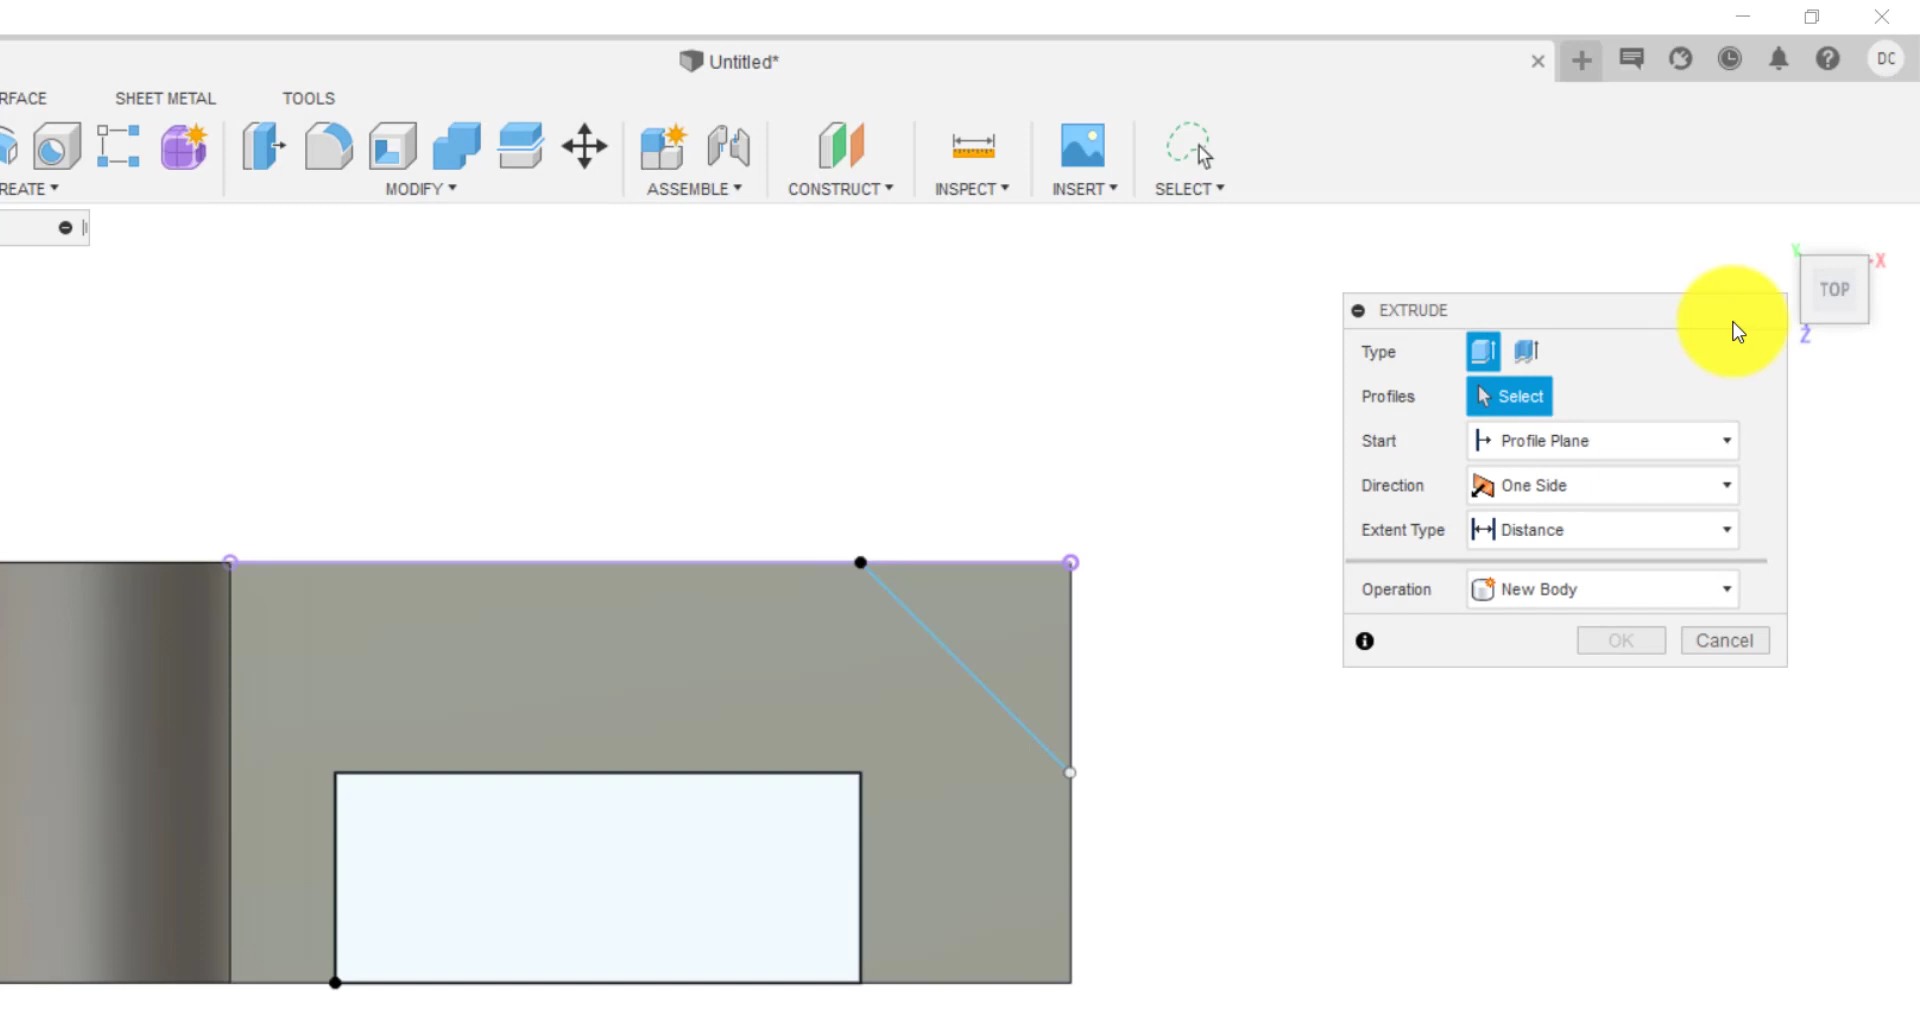 Untitled*
DC
RFACE
SHEET METAL
TOOLS
REATE
MODIFY
ASSEMBLE
CONSTRUCT
INSPECT
INSERT
SELECT
Y
X
TOP
Z
EXTRUDE
Type
Profiles
Select
Start
Profile Plane
Direction
One Side
Extent Type
Distance
Operation
New Body
OK
Cancel